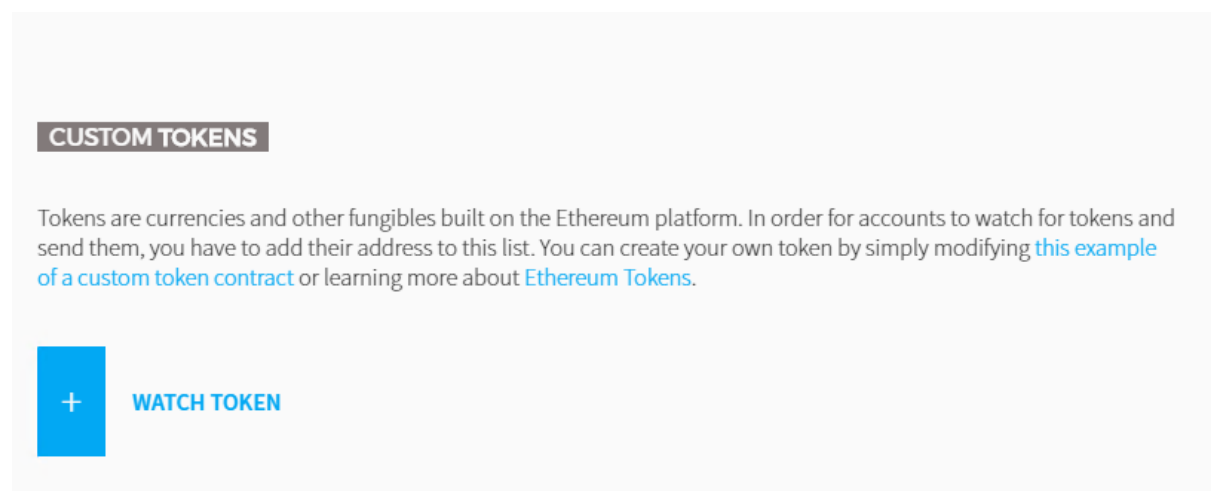 CUSTOM TOKENS
Tokens are currencies and other fungibles built on the Ethereum platform. In order for accounts to watch for tokens and
send them, you have to add their address to this list. You can create your own token by simply modifying this example
of a custom token contract or learning more about Ethereum Tokens.
+ WATCH TOKEN